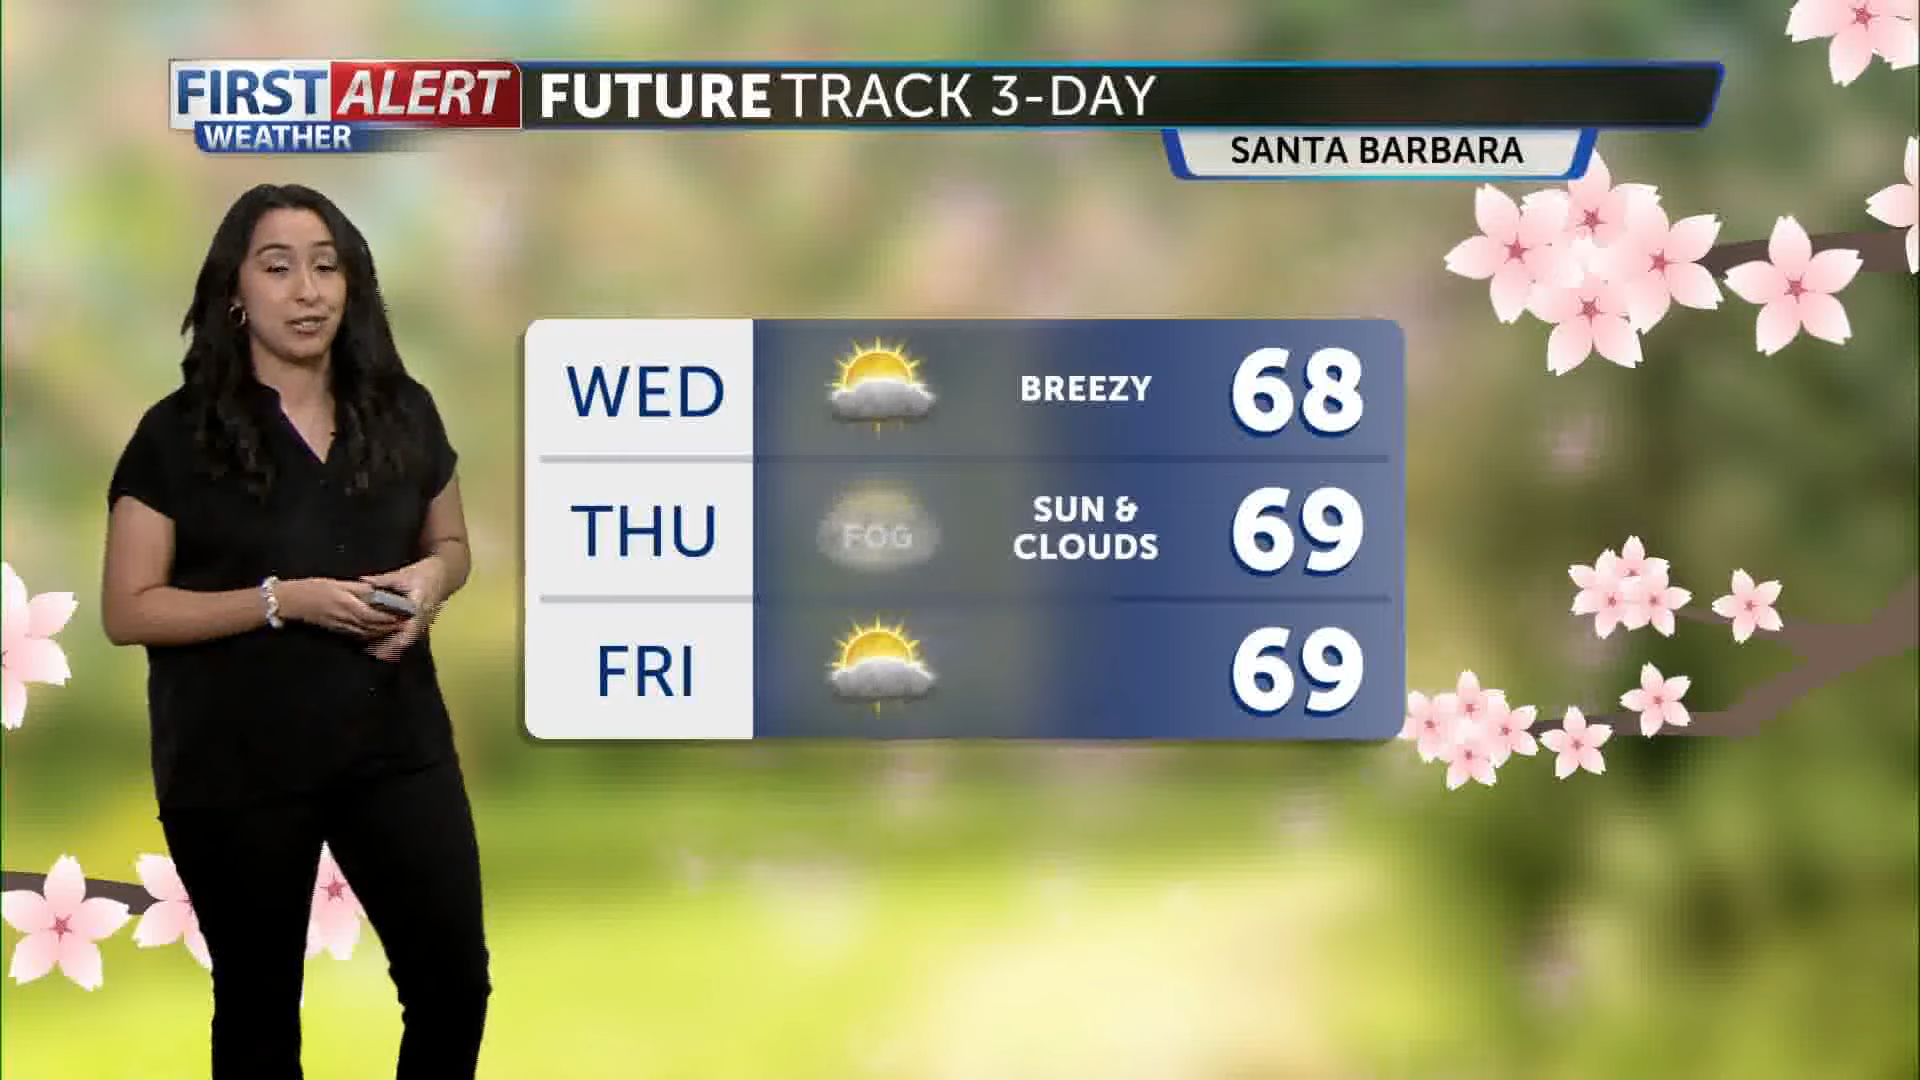 FIRST ALERT
WEATHER
FUTURE TRACK 3-DAY
SANTA BARBARA
WED
BREEZY
68
THU
FOG
SUN &
CLOUDS
69
FRI
69